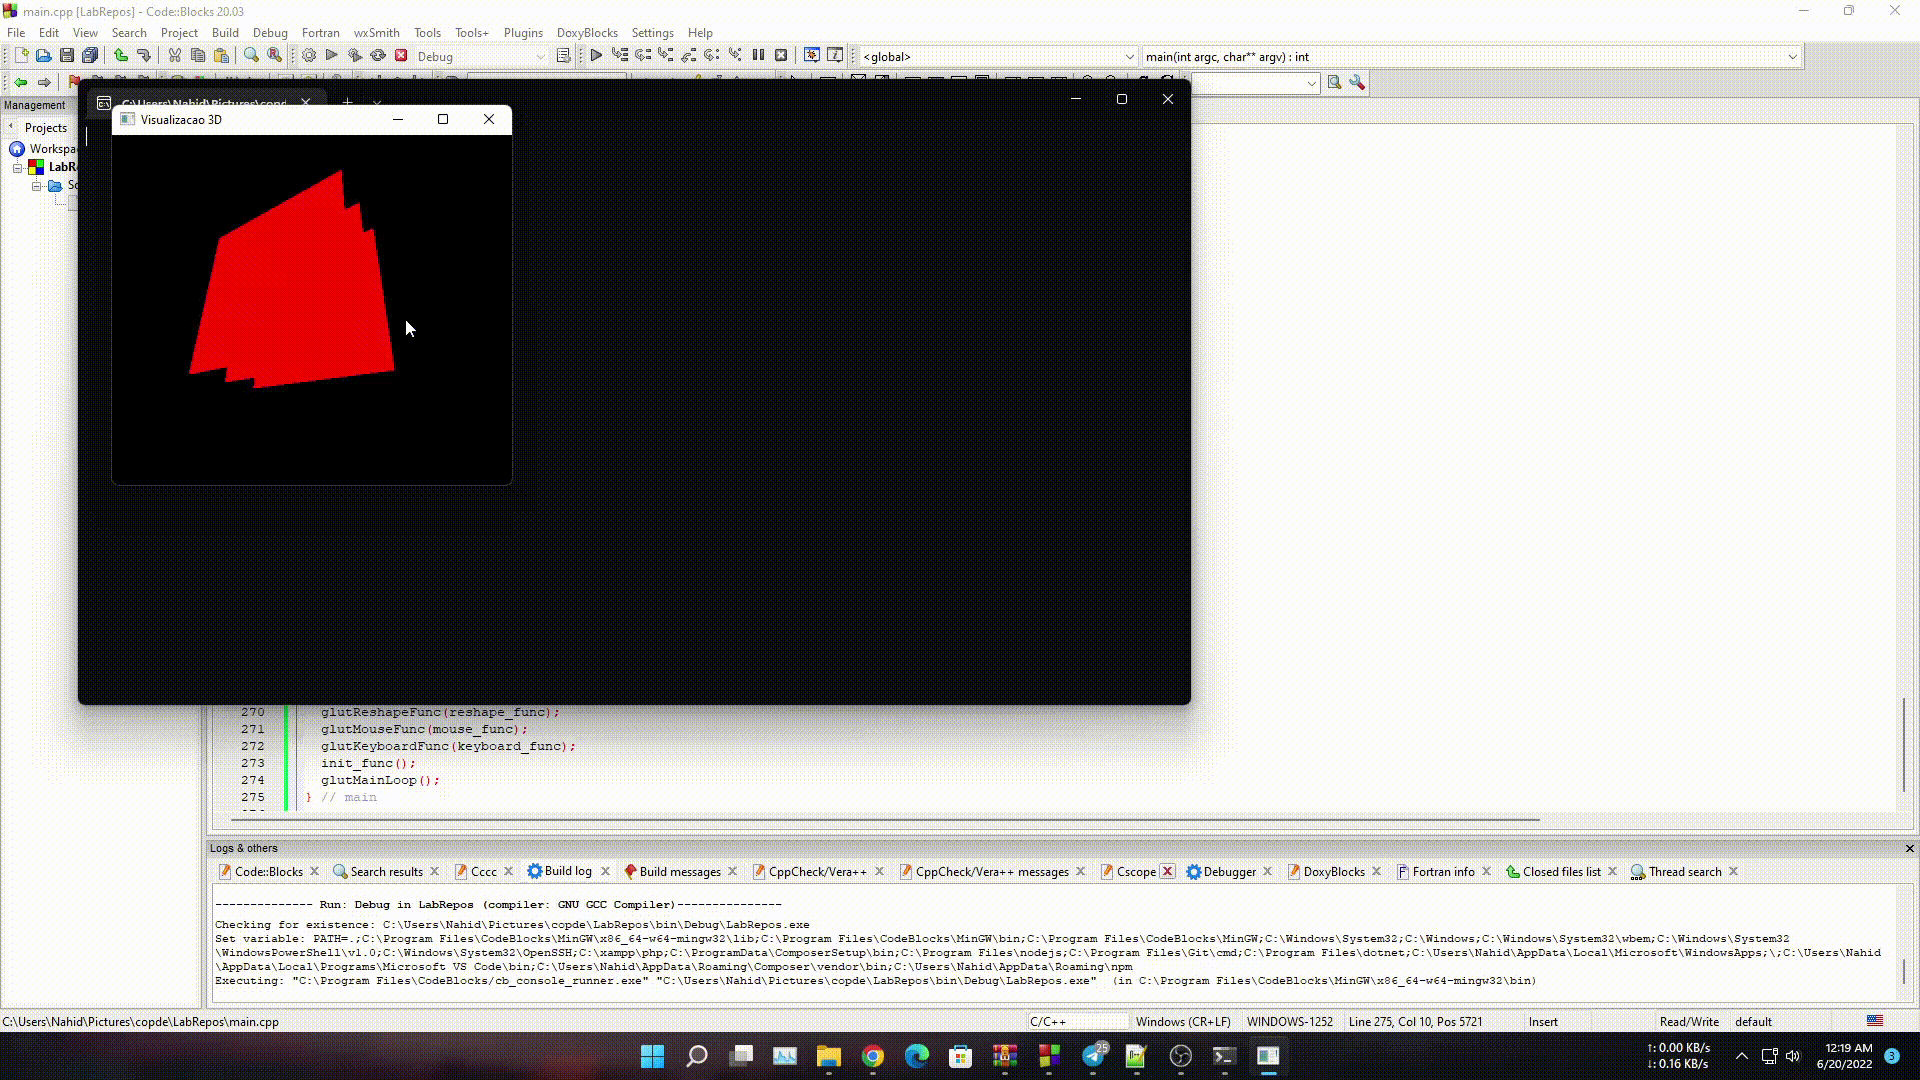 main.cpp [LabRepos] - Code::Blocks 20.03
File Edit View Search Project Build Debug Fortran wxSmith Tools Tools+ Plugins DoxyBlocks Settings Help
Debug
<global>
main(int argc, char** argv) : int
Management
C:\Users\Nahid\Pictures\copd
Visualizacao 3D
Projects
Workspa
LabR
So
270 glutReshapeFunc(reshape_func);
271 glutMouseFunc(mouse_func);
272 glutKeyboardFunc(keyboard_func);
273 init_func();
274 glutMainLoop();
275 } // main
Logs & others
Code::Blocks Search results Cccc Build log Build messages CppCheck/Vera++ CppCheck/Vera++ messages Cscope Debugger DoxyBlocks Fortran info Closed files list Thread search
-------------- Run: Debug in LabRepos (compiler: GNU GCC Compiler)---------------
Checking for existence: C:\Users\Nahid\Pictures\copde\LabRepos\bin\Debug\LabRepos.exe
Set variable: PATH=.;C:\Program Files\CodeBlocks\MinGW\x86_64-w64-mingw32\lib;C:\Program Files\CodeBlocks\MinGW\bin;C:\Program Files\CodeBlocks\MinGW;C:\Windows\System32;C:\Windows;C:\Windows\System32\wbem;C:\Windows\System32
\WindowsPowerShell\v1.0;C:\Windows\System32\OpenSSH;C:\xampp\php;C:\ProgramData\ComposerSetup\bin;C:\Program Files\nodejs;C:\Program Files\Git\cmd;C:\Program Files\dotnet;C:\Users\Nahid\AppData\Local\Microsoft\WindowsApps;\;C:\Users\Nahid
\AppData\Local\Programs\Microsoft VS Code\bin;C:\Users\Nahid\AppData\Roaming\Composer\vendor\bin;C:\Users\Nahid\AppData\Roaming\npm
Executing: "C:\Program Files\CodeBlocks/cb_console_runner.exe" "C:\Users\Nahid\Pictures\copde\LabRepos\bin\Debug\LabRepos.exe" (in C:\Program Files\CodeBlocks\MinGW\x86_64-w64-mingw32\bin)
C:\Users\Nahid\Pictures\copde\LabRepos\main.cpp C/C++ Windows (CR+LF) WINDOWS-1252 Line 275, Col 10, Pos 5721 Insert Read/Write default
25
↑: 0.00 KB/s
↓: 0.16 KB/s
12:19 AM
6/20/2022
3